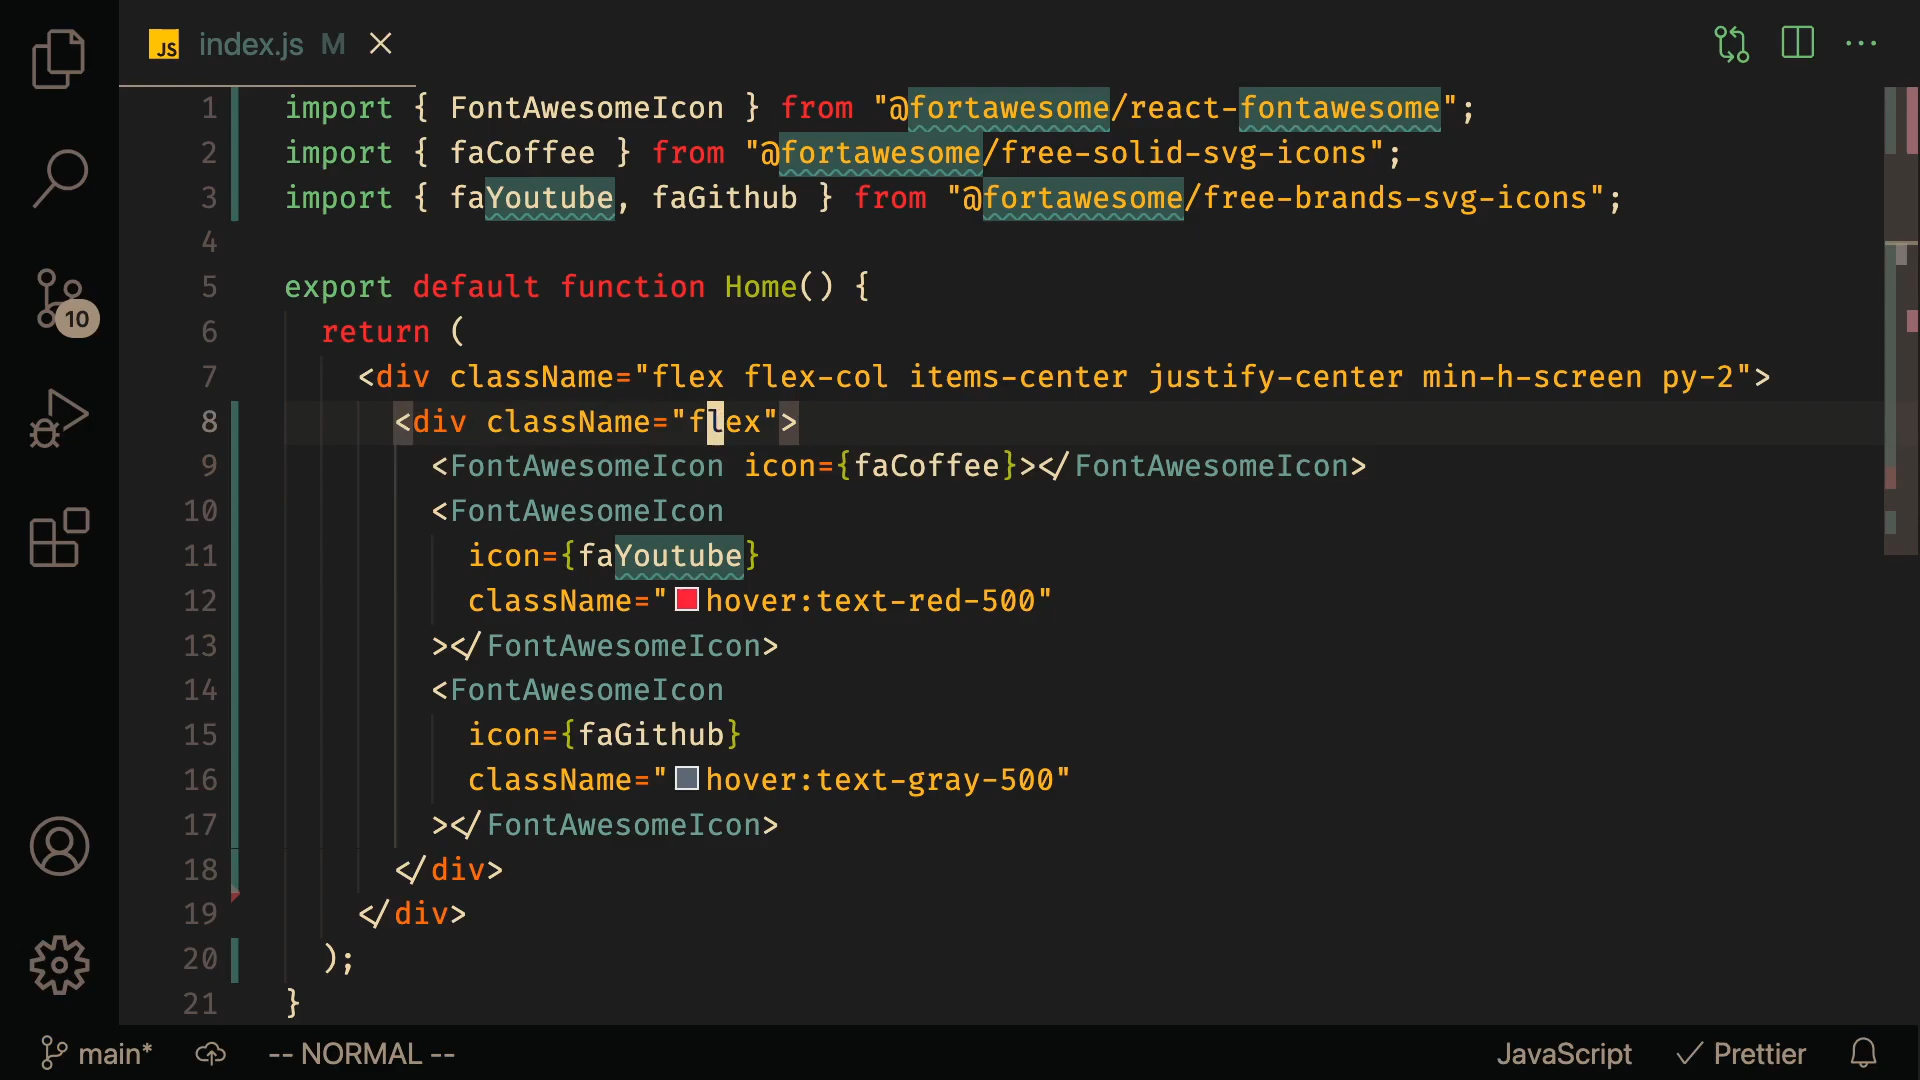 JS index.js M
1 import { FontAwesomeIcon } from "@fortawesome/react-fontawesome";
2 import { faCoffee } from "@fortawesome/free-solid-svg-icons";
3 import { faYoutube, faGithub } from "@fortawesome/free-brands-svg-icons";
4
5 export default function Home() {
6 return (
7 <div className="flex flex-col items-center justify-center min-h-screen py-2">
8 <div className="flex">
9 <FontAwesomeIcon icon={faCoffee}></FontAwesomeIcon>
10 <FontAwesomeIcon
11 icon={faYoutube}
12 className="hover:text-red-500"
13 ></FontAwesomeIcon>
14 <FontAwesomeIcon
15 icon={faGithub}
16 className="hover:text-gray-500"
17 ></FontAwesomeIcon>
18 </div>
19 </div>
20 );
21 }
10
main* -- NORMAL -- JavaScript Prettier